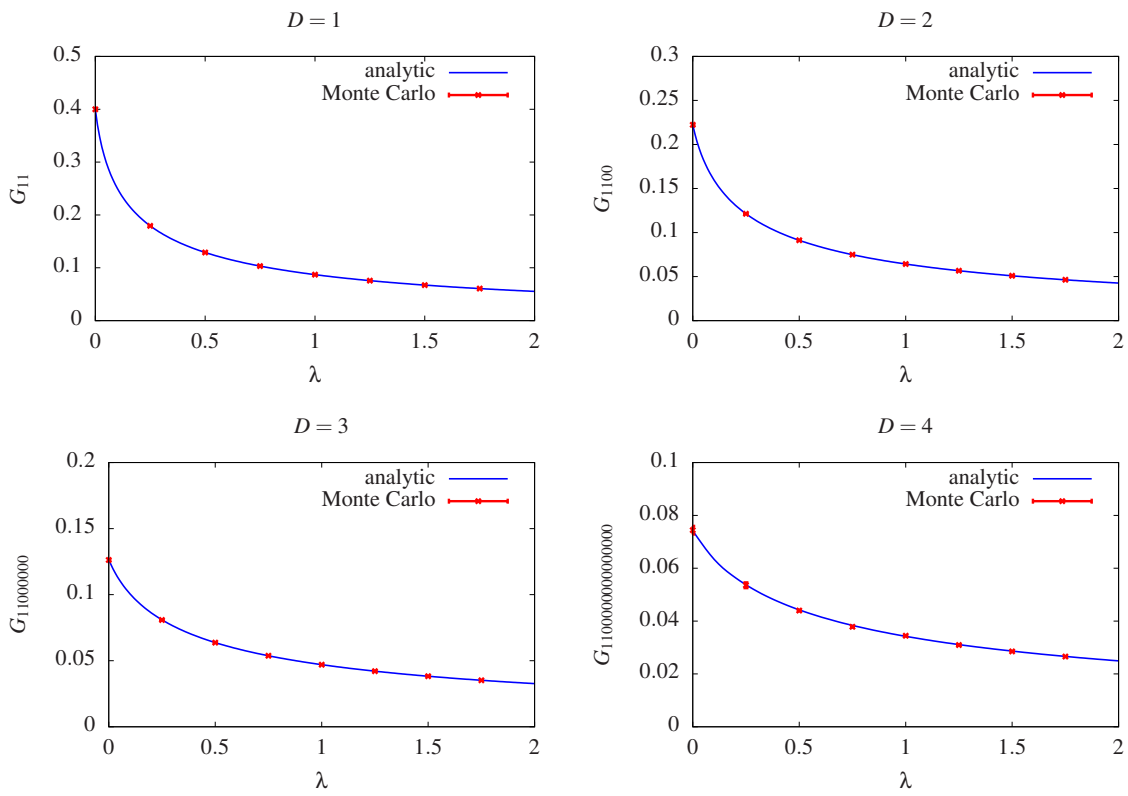 D = 1
0.5
0.4
0.3
0.2
0.1
0
G₁₁
0 0.5 1 1.5 2
λ
analytic
Monte Carlo
D = 2
0.3
0.25
0.2
0.15
0.1
0.05
0
G₁₁₀₀
0 0.5 1 1.5 2
λ
analytic
Monte Carlo
D = 3
0.2
0.15
0.1
0.05
0
G₁₁₀₀₀₀₀₀
0 0.5 1 1.5 2
λ
analytic
Monte Carlo
D = 4
0.1
0.08
0.06
0.04
0.02
0
G₁₁₀₀₀₀₀₀₀₀₀₀₀₀₀₀
0 0.5 1 1.5 2
λ
analytic
Monte Carlo